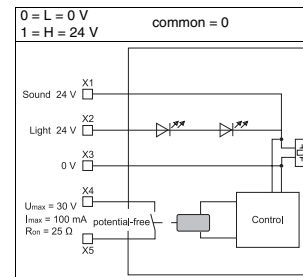 0 = L = 0 V
1 = H = 24 V
common = 0
X1
Sound 24 V
X2
Light 24 V
X3
0 V
X4
Umax = 30 V
Imax = 100 mA
Ron = 25 Ω
potential-free
Control
X5